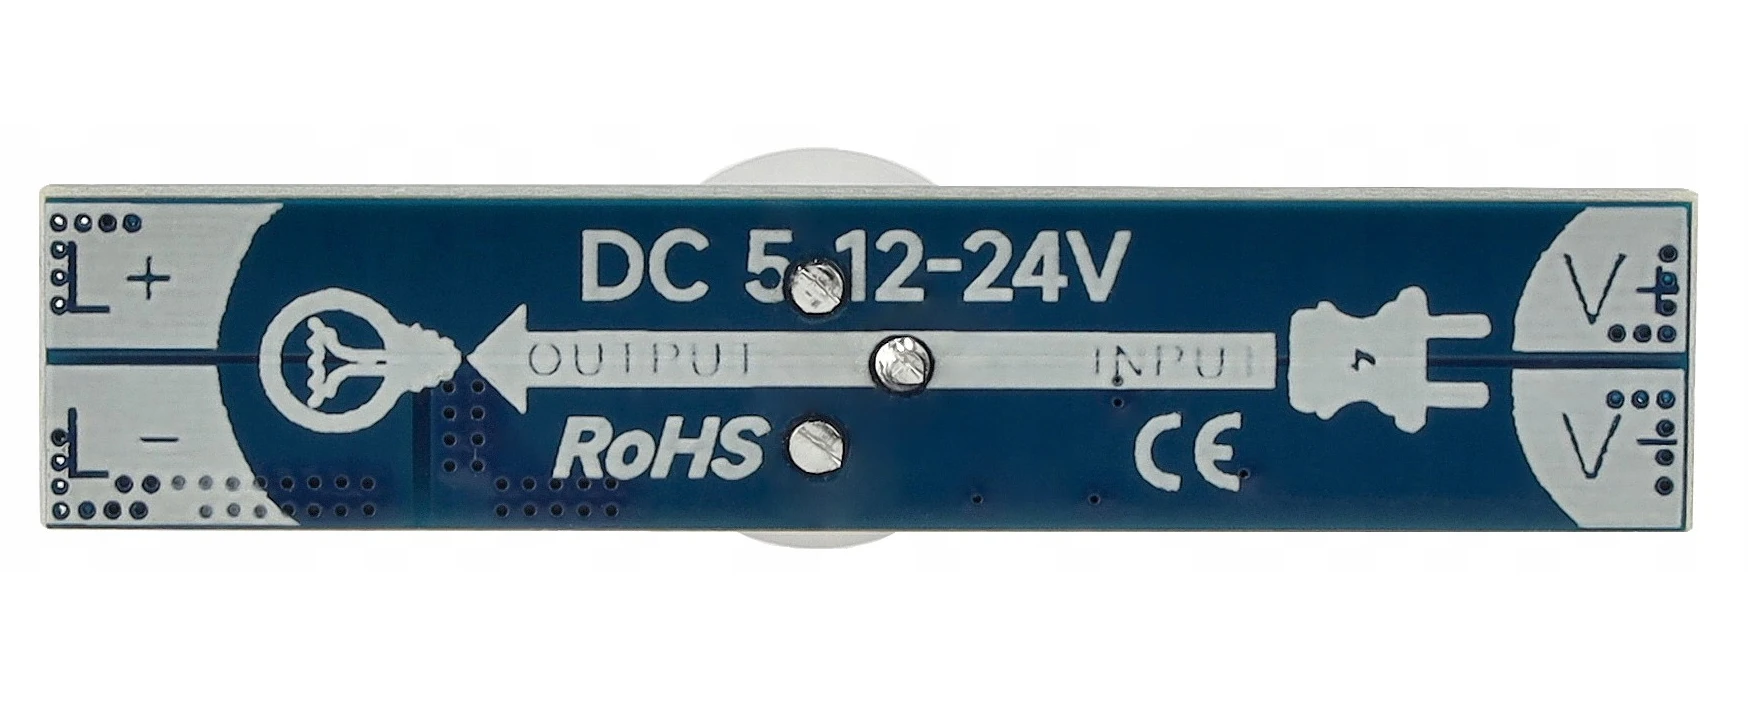 DC 5-12-24V
L+
V+
OUTPUT
INPUT
L-
RoHS
CE
V-